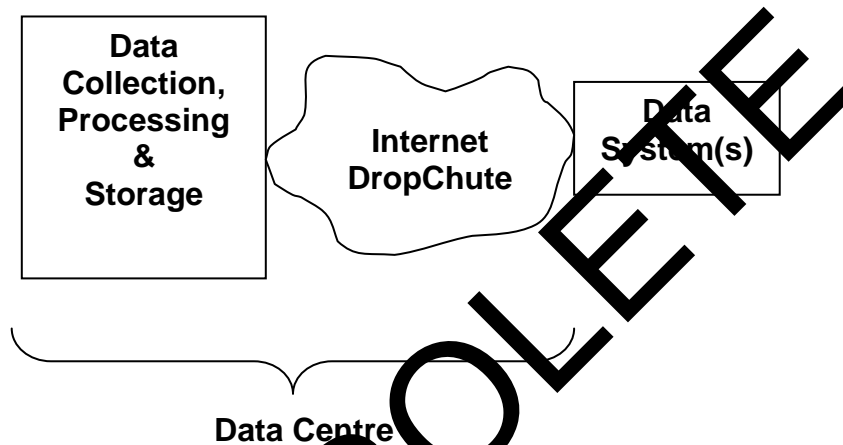 Data
Collection,
Processing
&
Storage
Internet
DropChute
Data
System(s)
Data Centre
OLETE